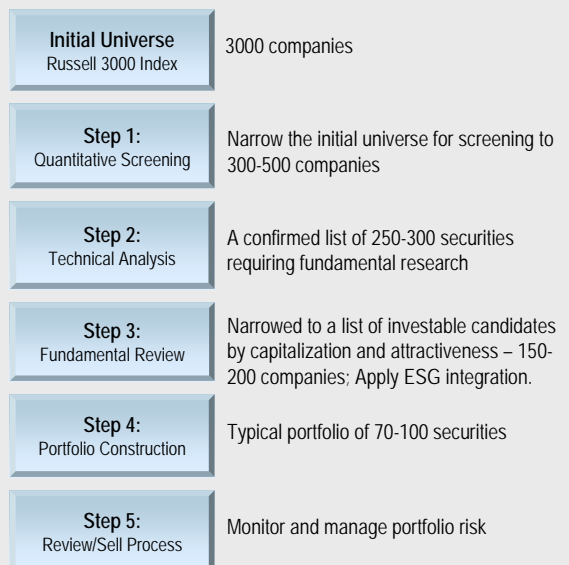 Initial Universe
Russell 3000 Index
3000 companies
Step 1:
Quantitative Screening
Narrow the initial universe for screening to
300-500 companies
Step 2:
Technical Analysis
A confirmed list of 250-300 securities
requiring fundamental research
Step 3:
Fundamental Review
Narrowed to a list of investable candidates
by capitalization and attractiveness – 150-
200 companies; Apply ESG integration.
Step 4:
Portfolio Construction
Typical portfolio of 70-100 securities
Step 5:
Review/Sell Process
Monitor and manage portfolio risk